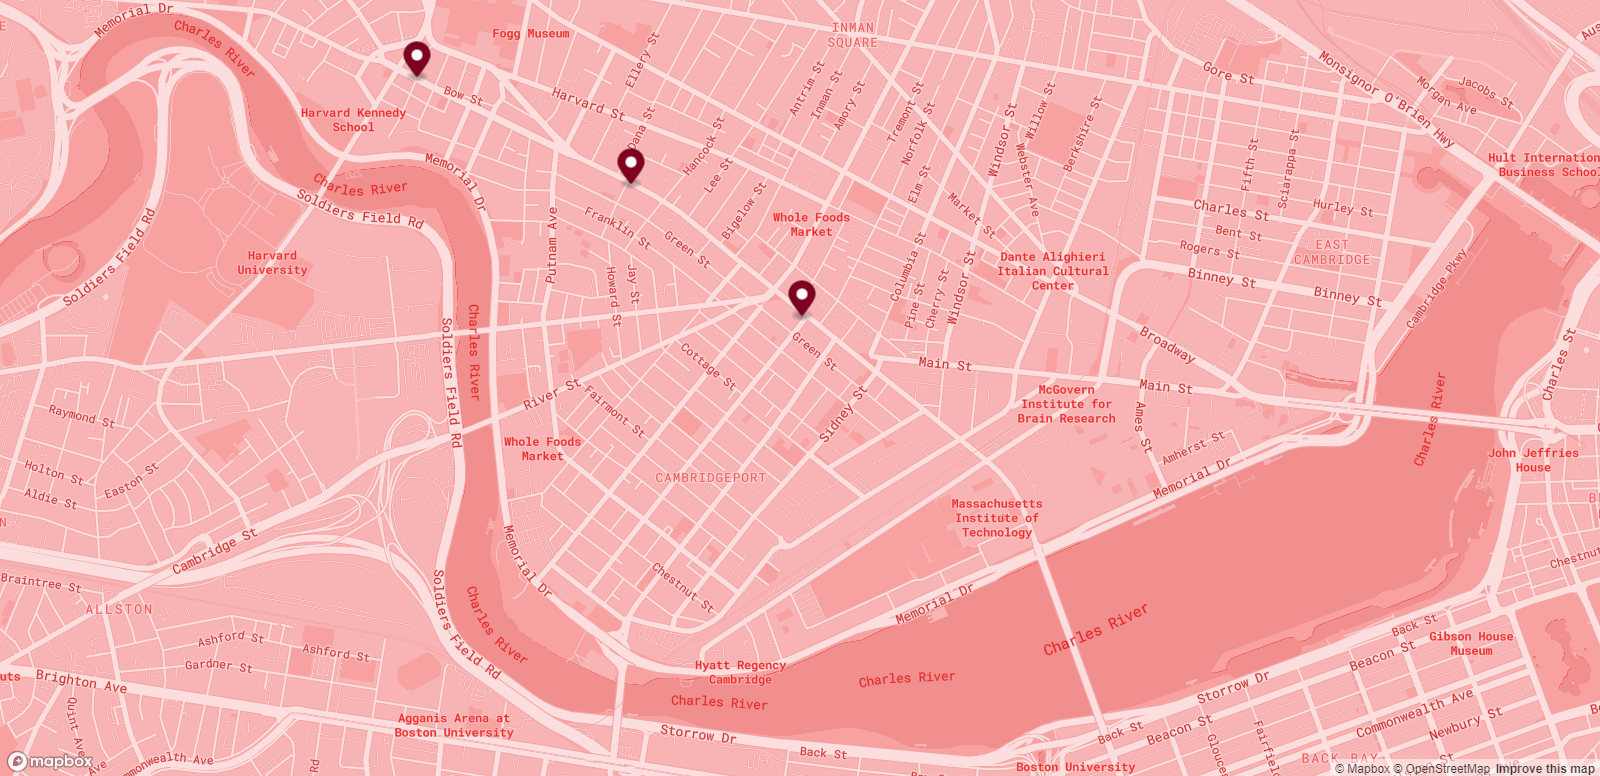 Memorial Dr
Charles River
Fogg Museum
Ellery St
INMAN
SQUARE
Gore St
Monsignor O'Brien Hwy
Jacobs St
Morgan Ave
Harvard Kennedy
School
Bow St
Harvard St
Dana St
Hancock St
Lee St
Antrim St
Inman St
Amory St
Tremont St
Norfolk St
Windsor St
Willow St
Webster Ave
Berkshire St
Fifth St
Sciarappa St
Hult Internation
Business School
Charles River
Memorial Dr
Soldiers Field Rd
Soldiers Field Rd
Harvard
University
Putnam Ave
Franklin St
Green St
Bigelow St
Whole Foods
Market
Elm St
Market St
Charles St
Hurley St
Bent St
Rogers St
EAST
CAMBRIDGE
Binney St
Binney St
Cambridge Pkwy
Dante Alighieri
Italian Cultural
Center
Columbia St
Pine St
Cherry St
Windsor St
Howard St
Jay St
Charles River
Soldiers Field Rd
Green St
Cottage St
River St
Fairmont St
Sidney St
Main St
Main St
Broadway
McGovern
Institute for
Brain Research
Ames St
Amherst St
Memorial Dr
Charles River
Charles St
John Jeffries
House
Raymond St
Holton St
Aldie St
Easton St
Whole Foods
Market
CAMBRIDGEPORT
Massachusetts
Institute of
Technology
Cambridge St
Braintree St
ALLSTON
Memorial Dr
Soldiers Field Rd
Charles River
Chestnut St
Memorial Dr
Charles River
Chestnut
Back St
Gibson House
Museum
Beacon St
Ashford St
Ashford St
Gardner St
Brighton Ave
Quint Ave
mmonwealth Ave
Rd
Agganis Arena at
Boston University
Hyatt Regency
Cambridge
Charles River
Charles River
Storrow Dr
Back St
Storrow Dr
Back St
Beacon St
Commonwealth Ave
Newbury St
Fairfiel
Glouc
BACK BAY
Boston University
mapbox
© Mapbox © OpenStreetMap Improve this map